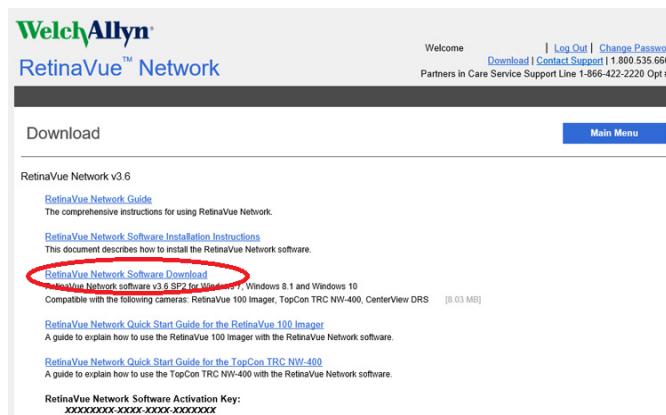 WelchAllyn
RetinaVue™ Network
Welcome | Log Out | Change Passwo
Download | Contact Support | 1.800.535.666
Partners in Care Service Support Line 1-866-422-2220 Opt #
Download
Main Menu
RetinaVue Network v3.6
RetinaVue Network Guide
The comprehensive instructions for using RetinaVue Network.
RetinaVue Network Software Installation Instructions
This document describes how to install the RetinaVue Network software.
RetinaVue Network Software Download
RetinaVue Network software v3.6 SP2 for Windows 7, Windows 8.1 and Windows 10
Compatible with the following cameras: RetinaVue 100 Imager, TopCon TRC NW-400, CenterView DRS [8.03 MB]
RetinaVue Network Quick Start Guide for the RetinaVue 100 Imager
A guide to explain how to use the RetinaVue 100 Imager with the RetinaVue Network software.
RetinaVue Network Quick Start Guide for the TopCon TRC NW-400
A guide to explain how to use the TopCon TRC NW-400 with the RetinaVue Network software.
RetinaVue Network Software Activation Key:
XXXXXXXX-XXXX-XXXX-XXXXXXX